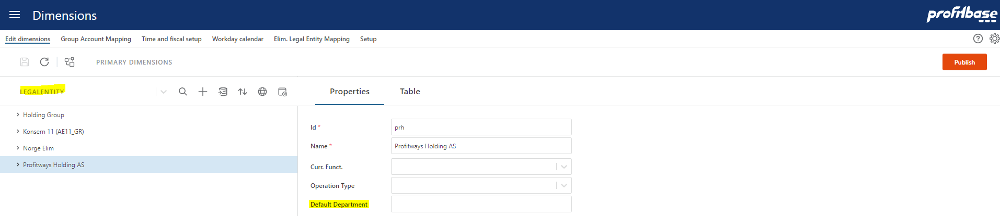 Dimensions
profitbase
Edit dimensions Group Account Mapping Time and fiscal setup Workday calendar Elim. Legal Entity Mapping Setup
PRIMARY DIMENSIONS
Publish
LEGALENTITY
Properties Table
Holding Group
Konsern 11 (AE11_GR)
Norge Elim
Profitways Holding AS
Id *
prh
Name *
Profitways Holding AS
Curr. Funct.
Operation Type
Default Department